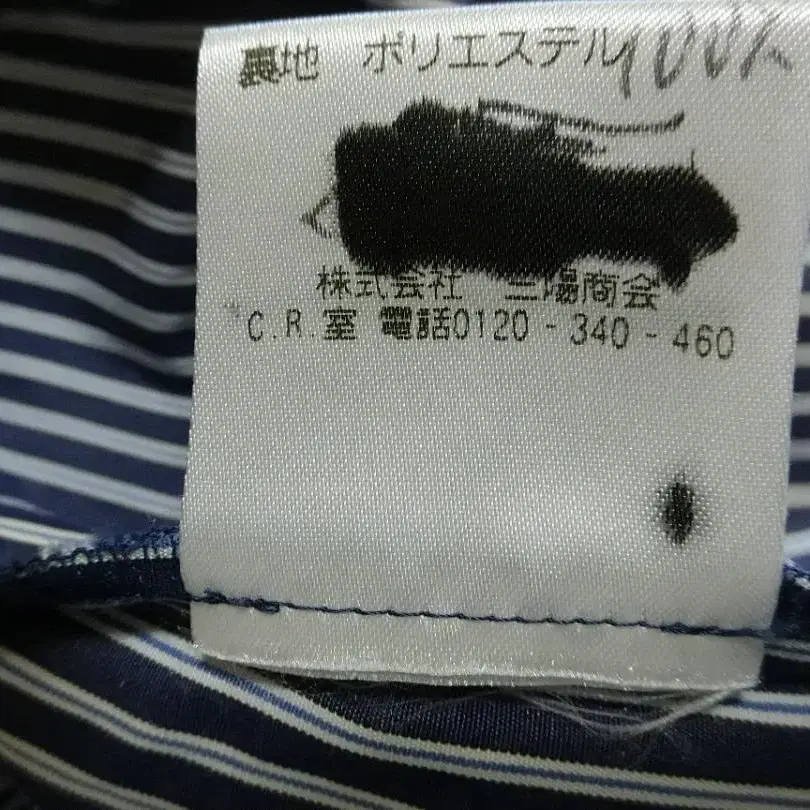 裏地 ポリエステル100%
株式会社 三陽商会
C.R.室 電話0120-340-460